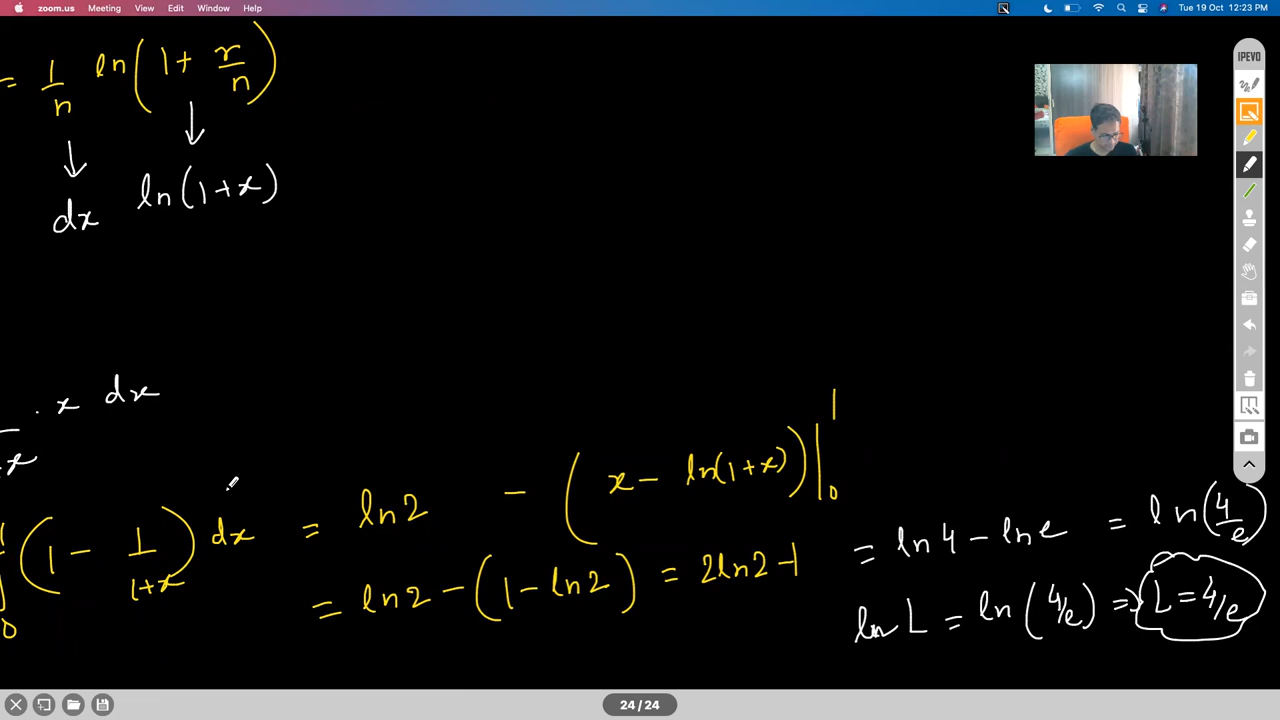 zoom.us Meeting View Edit Window Help Tue 19 Oct 12:23 PM
IPEVO
= 1/n ln(1 + r/n)
↓ ↓
dx ln(1+x)
. x dx
(1 - 1/(1+x)) dx = ln2 - (x - ln(1+x))|₀¹
= ln2 - (1 - ln2) = 2ln2 - 1
= ln4 - lne = ln(4/e)
ln L = ln(4/e) ⇒ L = 4/e
0
24 / 24